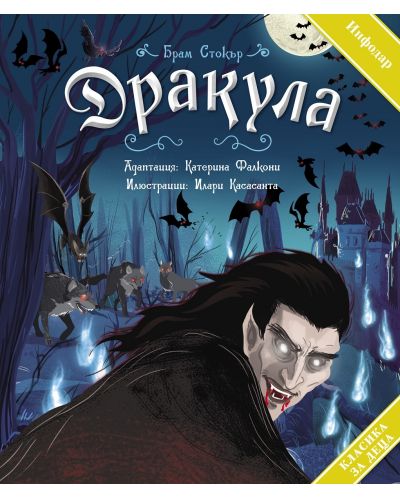 Брам Стокър
Дракула
Адаптация: Катерина Фалкони
Илюстрации: Илари Касасанта
Инфодар
КЛАСИКА
ЗА ДЕЦА